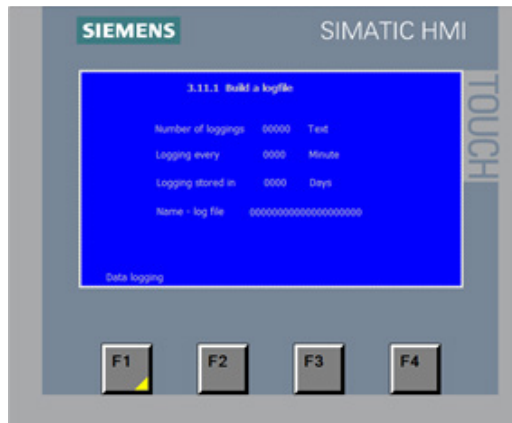 SIEMENS
SIMATIC HMI
TOUCH
3.11.1 Build a logfile
Number of loggings 00000 Text
Logging every 0000 Minute
Logging stored in 0000 Days
Name - log file 00000000000000000000
Data logging
F1 F2 F3 F4